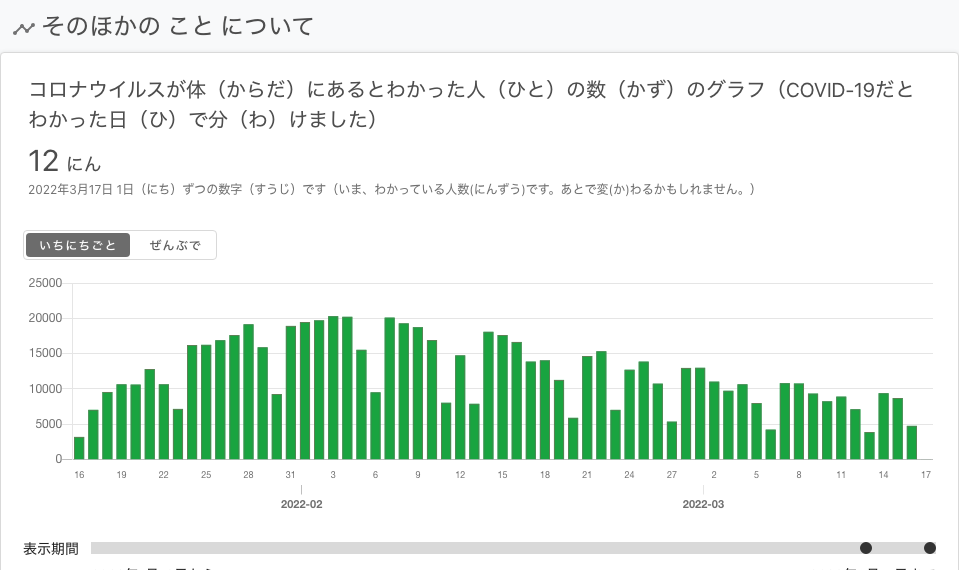 そのほかの こと について
コロナウイルスが体（からだ）にあるとわかった人（ひと）の数（かず）のグラフ（COVID-19だと
わかった日（ひ）で分（わ）けました）
12 にん
2022年3月17日 1日（にち）ずつの数字（すうじ）です（いま、わかっている人数(にんずう)です。あとで変(か)わるかもしれません。）
いちにちごと ぜんぶで
25000
20000
15000
10000
5000
0
16 19 22 25 28 31 3 6 9 12 15 18 21 24 27 2 5 8 11 14 17
2022-02 2022-03
表示期間